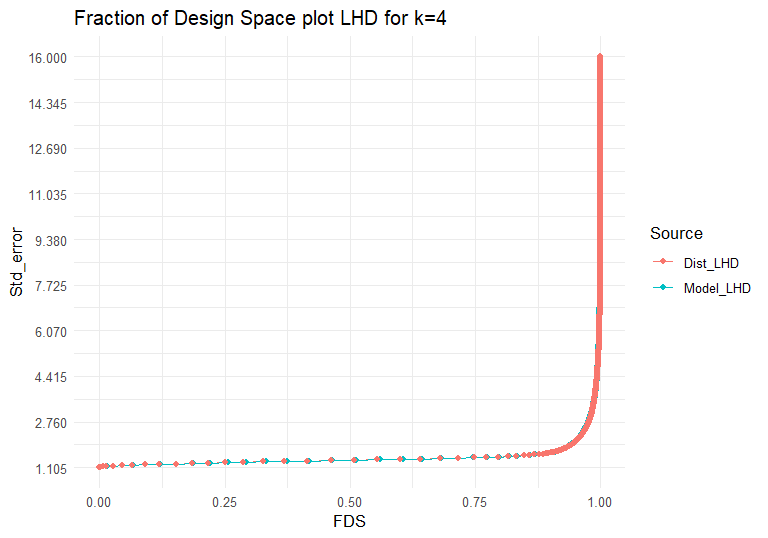 Fraction of Design Space plot LHD for k=4
16.000
14.345
12.690
11.035
9.380
7.725
6.070
4.415
2.760
1.105
Std_error
0.00 0.25 0.50 0.75 1.00
FDS
Source
Dist_LHD
Model_LHD